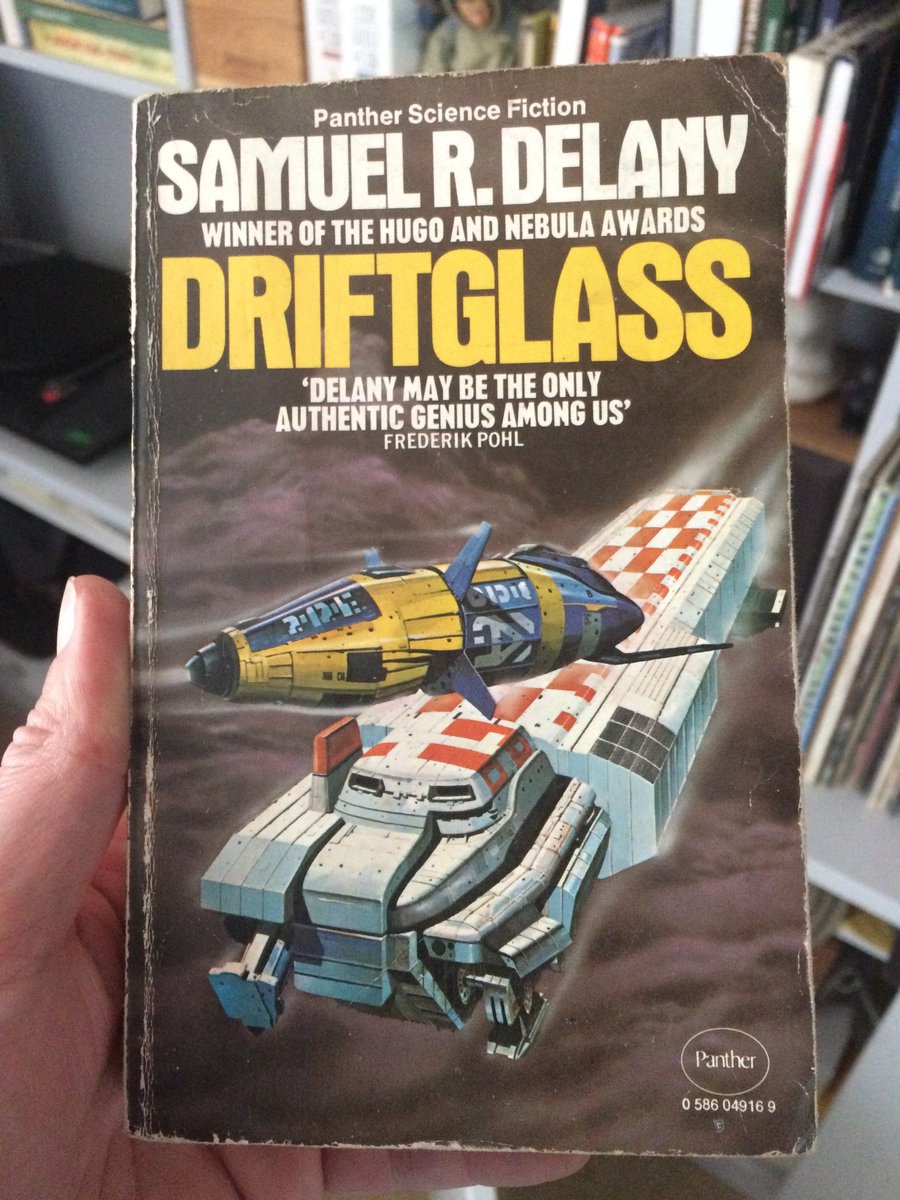 Panther Science Fiction
SAMUEL R. DELANY
WINNER OF THE HUGO AND NEBULA AWARDS
DRIFTGLASS
‘DELANY MAY BE THE ONLY
AUTHENTIC GENIUS AMONG US’
FREDERIK POHL
Panther
0 586 04916 9